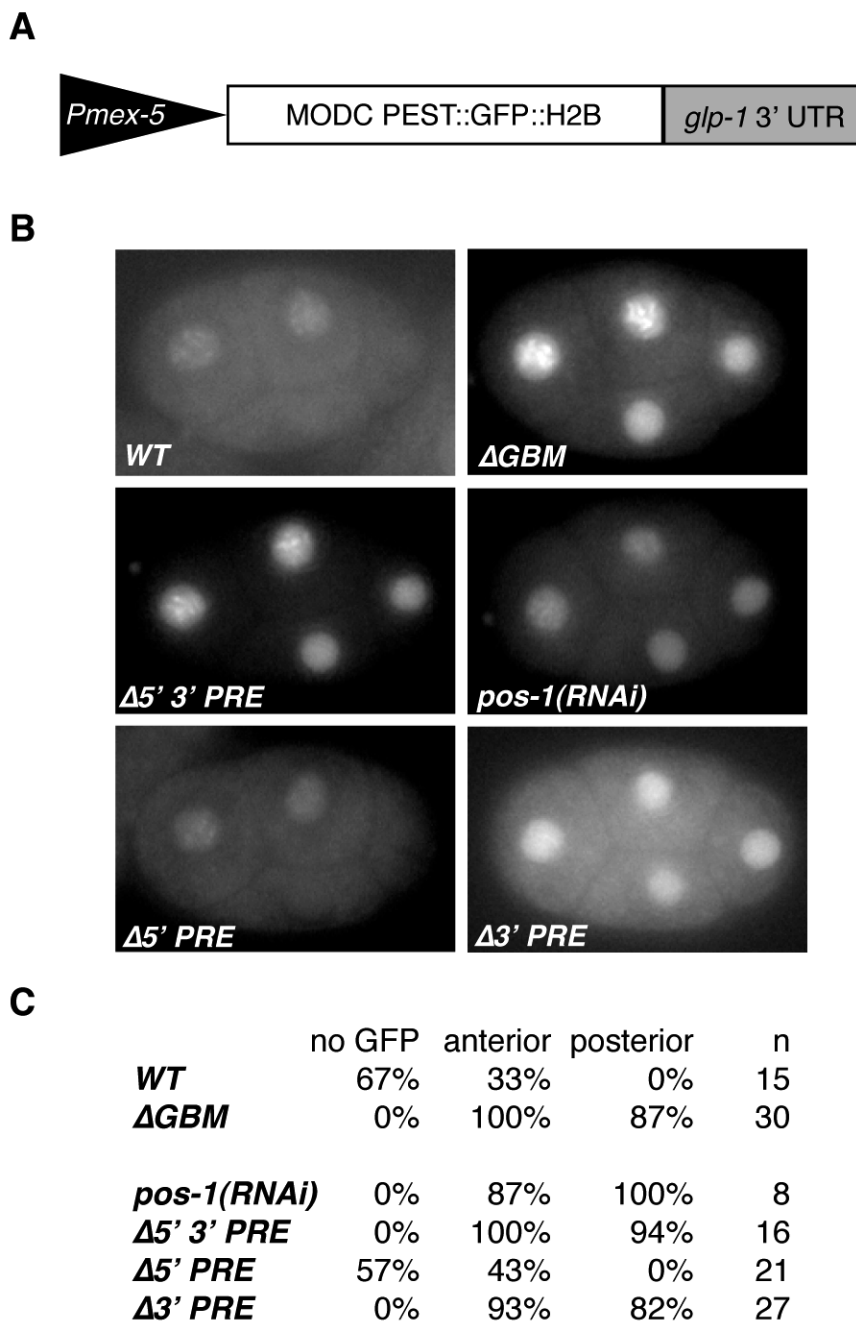 A
Pmex-5 MODC PEST::GFP::H2B glp-1 3’ UTR
B
WT ΔGBM
Δ5’ 3’ PRE pos-1(RNAi)
Δ5’ PRE Δ3’ PRE
C
no GFP anterior posterior n
WT 67% 33% 0% 15
ΔGBM 0% 100% 87% 30
pos-1(RNAi) 0% 87% 100% 8
Δ5’ 3’ PRE 0% 100% 94% 16
Δ5’ PRE 57% 43% 0% 21
Δ3’ PRE 0% 93% 82% 27